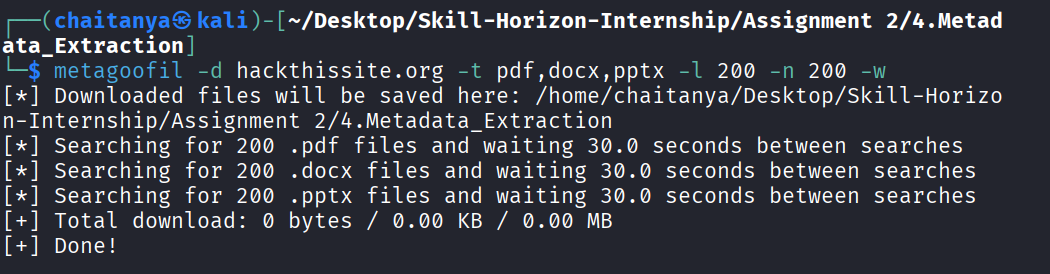 ┌──(chaitanya㉿kali)-[~/Desktop/Skill-Horizon-Internship/Assignment 2/4.Metad
ata_Extraction]
└─$ metagoofil -d hackthissite.org -t pdf,docx,pptx -l 200 -n 200 -w
[*] Downloaded files will be saved here: /home/chaitanya/Desktop/Skill-Horizo
n-Internship/Assignment 2/4.Metadata_Extraction
[*] Searching for 200 .pdf files and waiting 30.0 seconds between searches
[*] Searching for 200 .docx files and waiting 30.0 seconds between searches
[*] Searching for 200 .pptx files and waiting 30.0 seconds between searches
[+] Total download: 0 bytes / 0.00 KB / 0.00 MB
[+] Done!